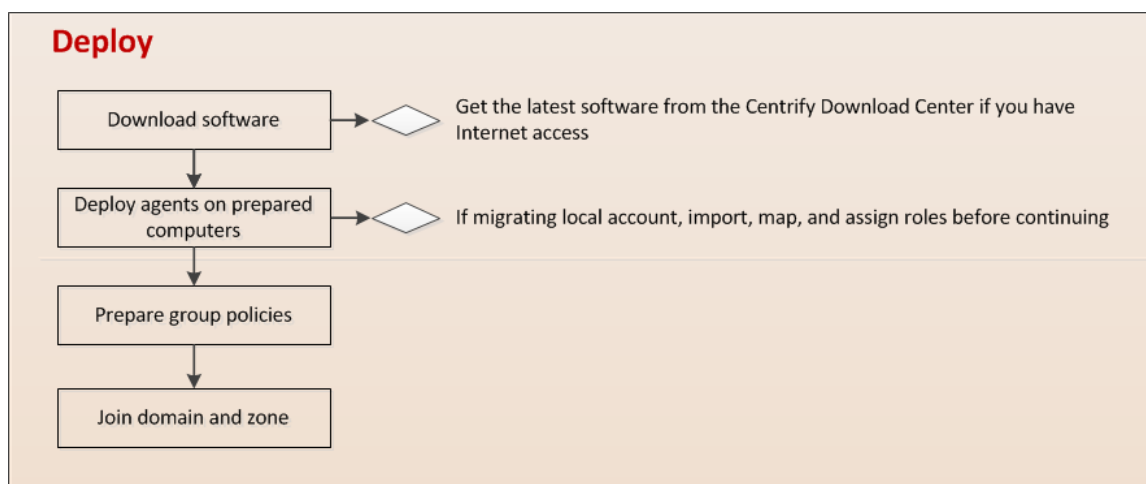 Deploy
Download software
Get the latest software from the Centrify Download Center if you have
Internet access
Deploy agents on prepared
computers
If migrating local account, import, map, and assign roles before continuing
Prepare group policies
Join domain and zone